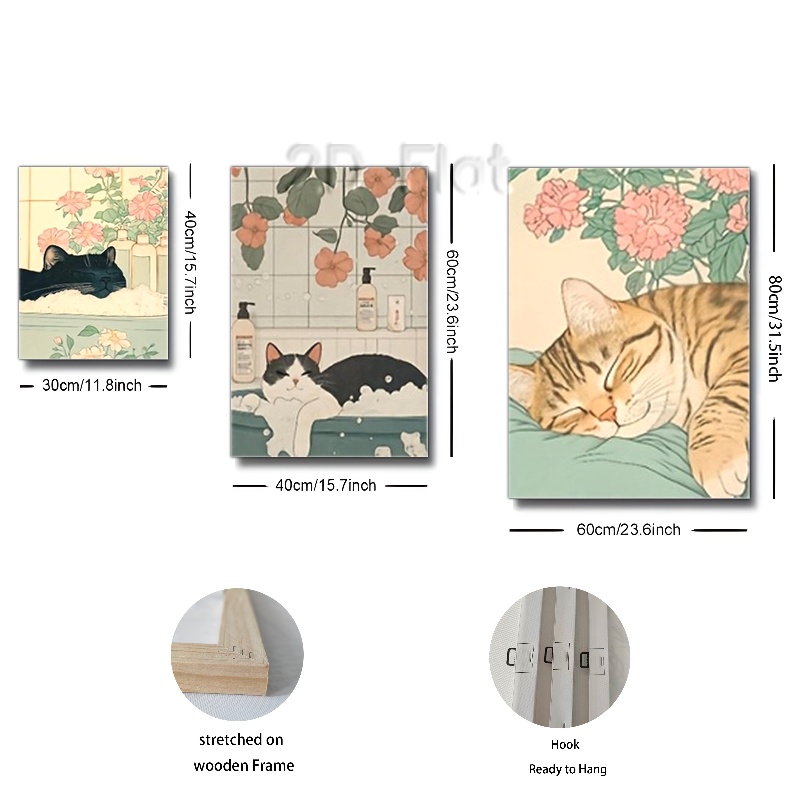 2D Flat
40cm/15.7inch
30cm/11.8inch
60cm/23.6inch
40cm/15.7inch
80cm/31.5inch
60cm/23.6inch
stretched on
wooden Frame
Hook
Ready to Hang